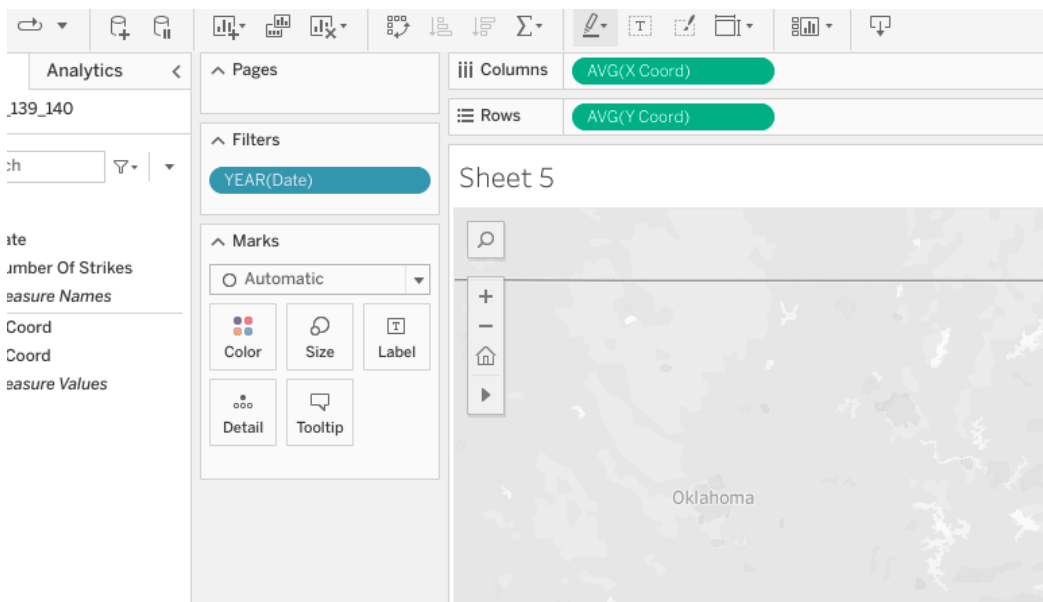 Analytics
_139_140
ch
ate
umber Of Strikes
easure Names
Coord
Coord
easure Values
Pages
Filters
YEAR(Date)
Marks
Automatic
Color Size Label
Detail Tooltip
Columns AVG(X Coord)
Rows AVG(Y Coord)
Sheet 5
Oklahoma